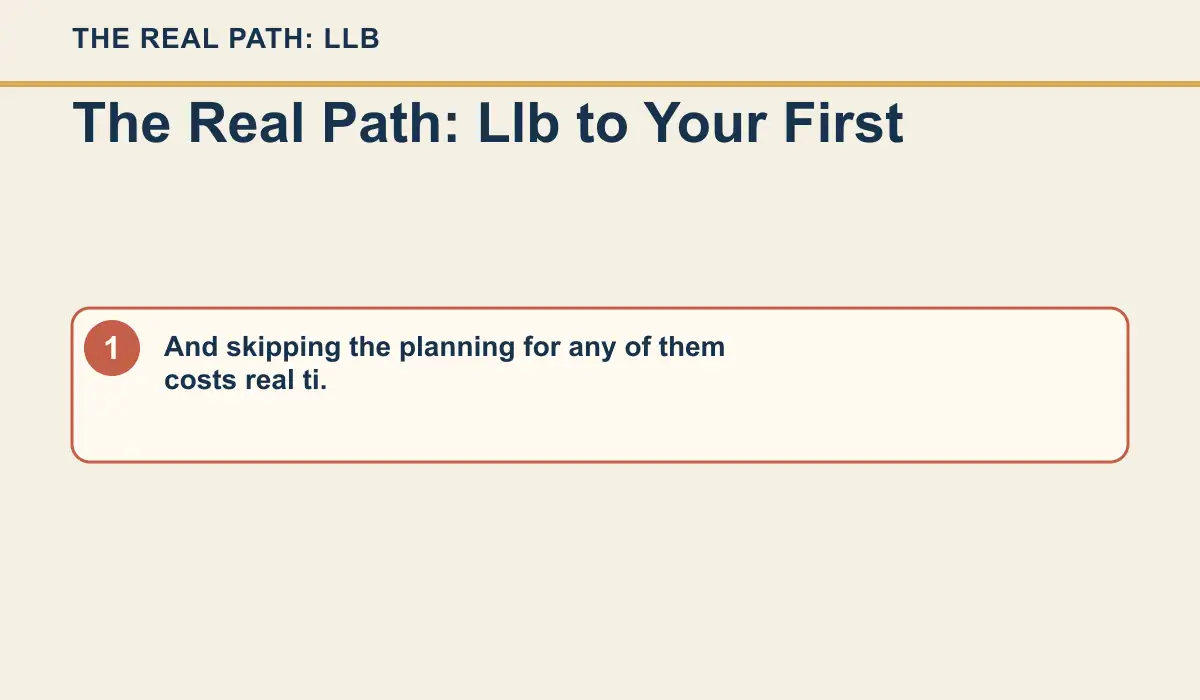 THE REAL PATH: LLB
The Real Path: Llb to Your First
1
And skipping the planning for any of them
costs real ti.